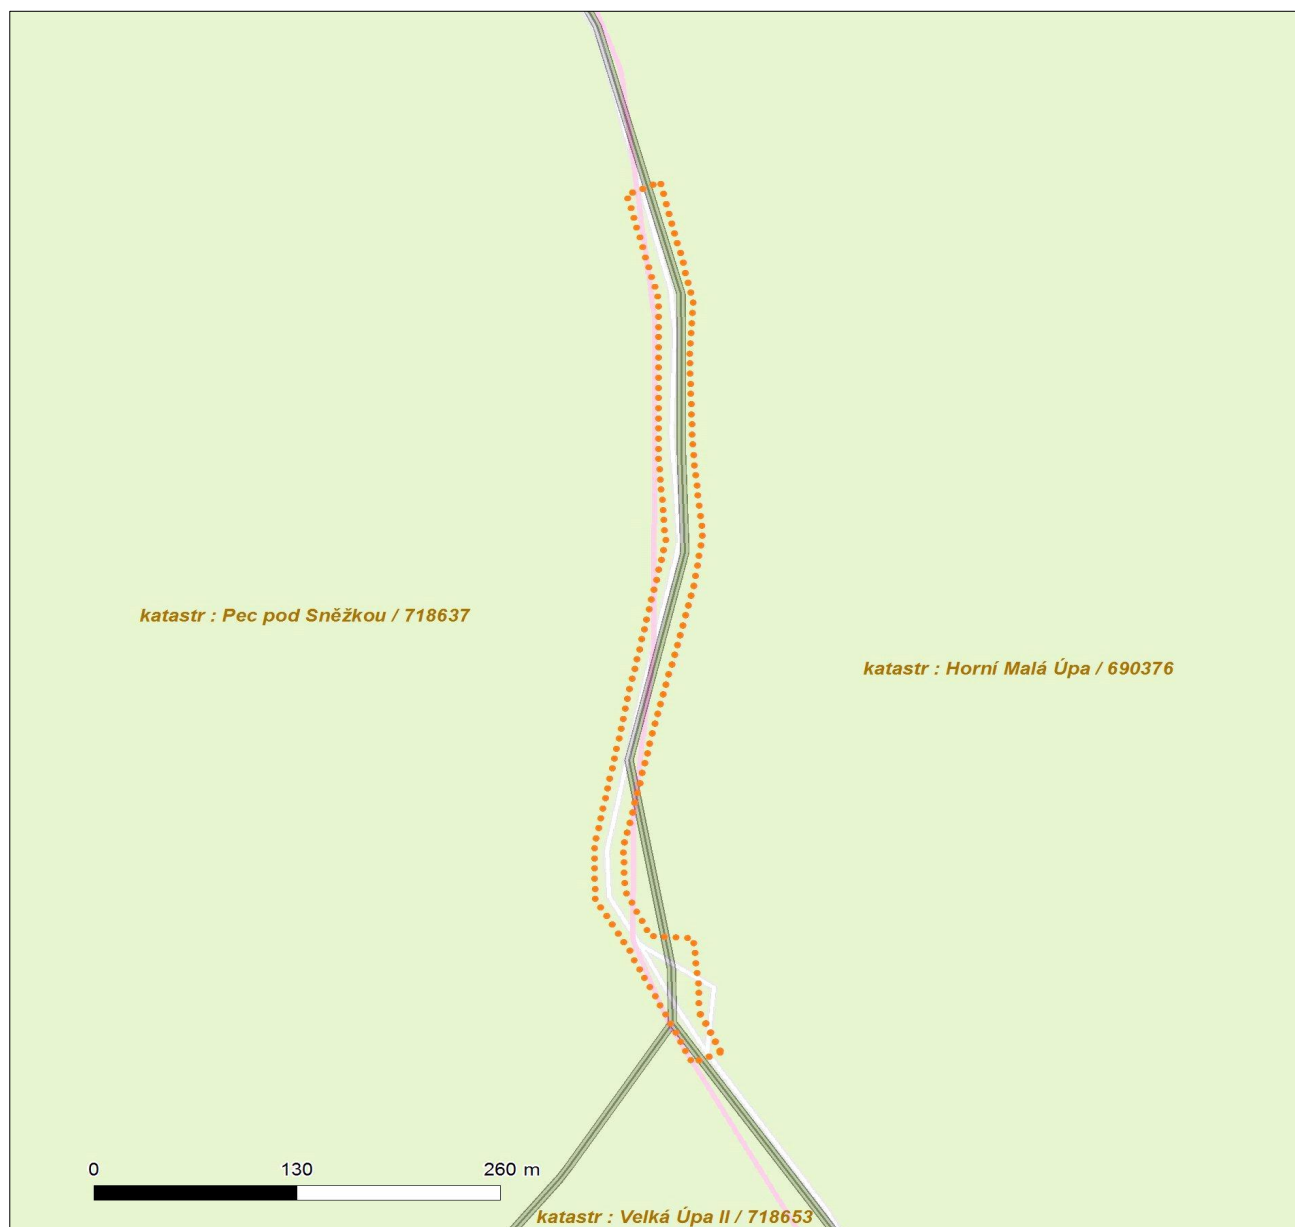 katastr : Pec pod Sněžkou / 718637
katastr : Horní Malá Úpa / 690376
0 130 260 m
katastr : Velká Úpa II / 718653